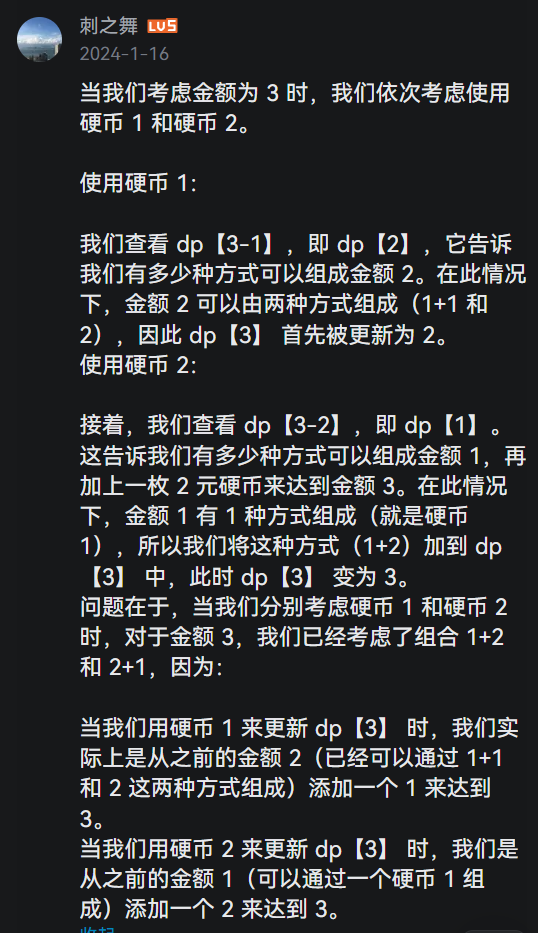 刺之舞 LV5
2024-1-16
当我们考虑金额为 3 时，我们依次考虑使用
硬币 1 和硬币 2。
使用硬币 1：
我们查看 dp【3-1】，即 dp【2】，它告诉
我们有多少种方式可以组成金额 2。在此情况
下，金额 2 可以由两种方式组成（1+1 和
2），因此 dp【3】 首先被更新为 2。
使用硬币 2：
接着，我们查看 dp【3-2】，即 dp【1】。
这告诉我们有多少种方式可以组成金额 1，再
加上一枚 2 元硬币来达到金额 3。在此情况
下，金额 1 有 1 种方式组成（就是硬币
1），所以我们将这种方式（1+2）加到 dp
【3】 中，此时 dp【3】 变为 3。
问题在于，当我们分别考虑硬币 1 和硬币 2
时，对于金额 3，我们已经考虑了组合 1+2
和 2+1，因为：
当我们用硬币 1 来更新 dp【3】 时，我们实
际上是从之前的金额 2（已经可以通过 1+1
和 2 这两种方式组成）添加一个 1 来达到
3。
当我们用硬币 2 来更新 dp【3】 时，我们是
从之前的金额 1（可以通过一个硬币 1 组
成）添加一个 2 来达到 3。
收起